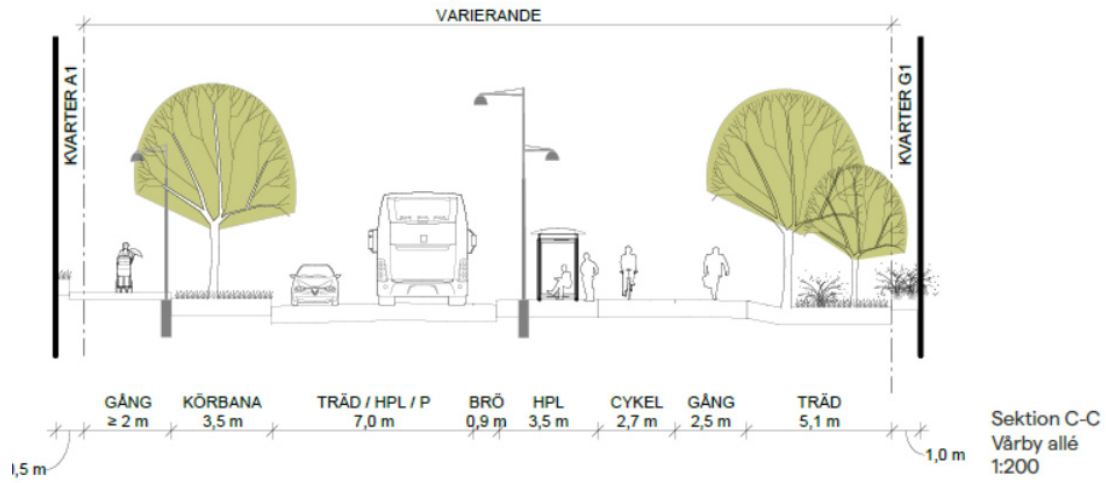 VARIERANDE
KVARTER A1
KVARTER G1
GÅNG KÖRBANA TRÄD / HPL / P BRÖ HPL CYKEL GÅNG TRÄD
≥ 2 m 3,5 m 7,0 m 0,9 m 3,5 m 2,7 m 2,5 m 5,1 m
,5 m 1,0 m
Sektion C-C
Vårby allé
1:200